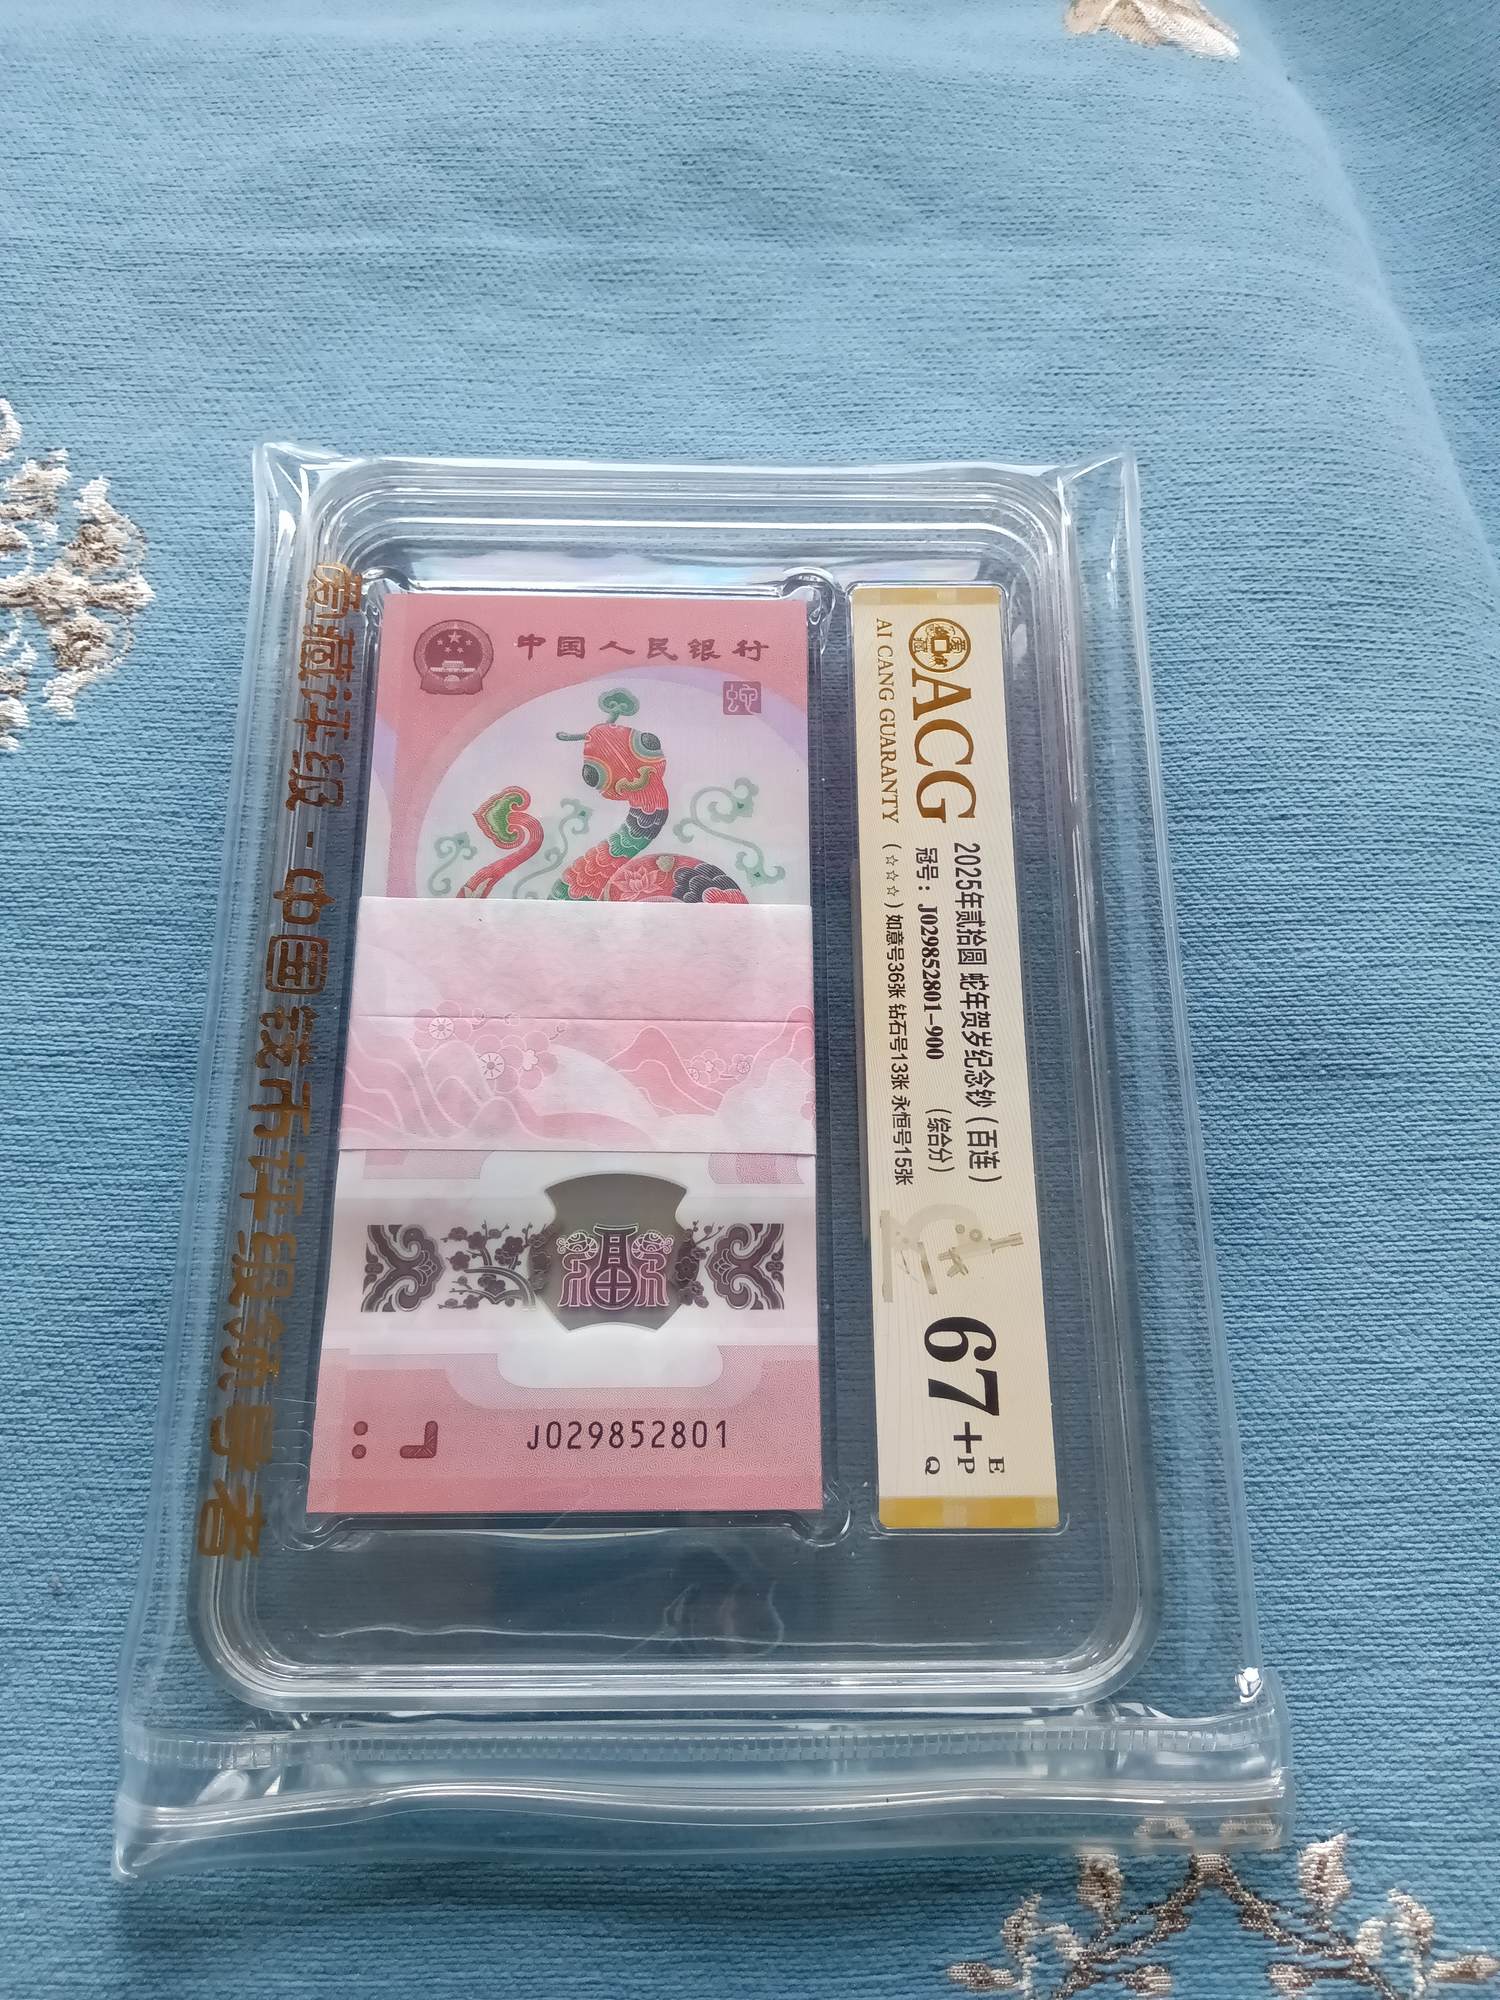 爱藏评级-中国钱币评级领导者
中国人民银行
蛇
福
J029852801
爱藏
ACG
AI CANG GUARANTY
2025年贰拾圆 蛇年贺岁纪念钞（百连）
冠号：J029852801-900 （综合分）
（☆☆☆）如意号36张 钻石号13张 永恒号15张
67+
E
P
Q